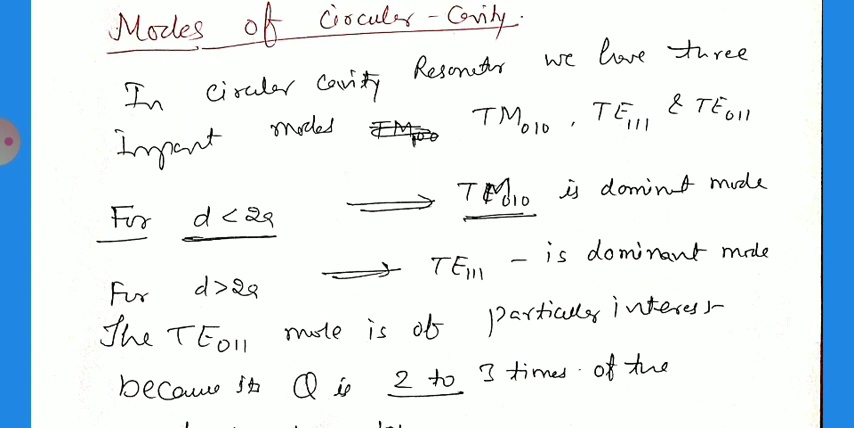 Modes of Circular - Cavity.
In Circular Cavity Resonator we have three
Impant modes TM010, TE111 & TE011
For d < 2a ⟹ TM010 is dominant mode
For d > 2a ⟹ TE111 - is dominant mode
The TE011 mode is of particular interest
because its Q is 2 to 3 times of the